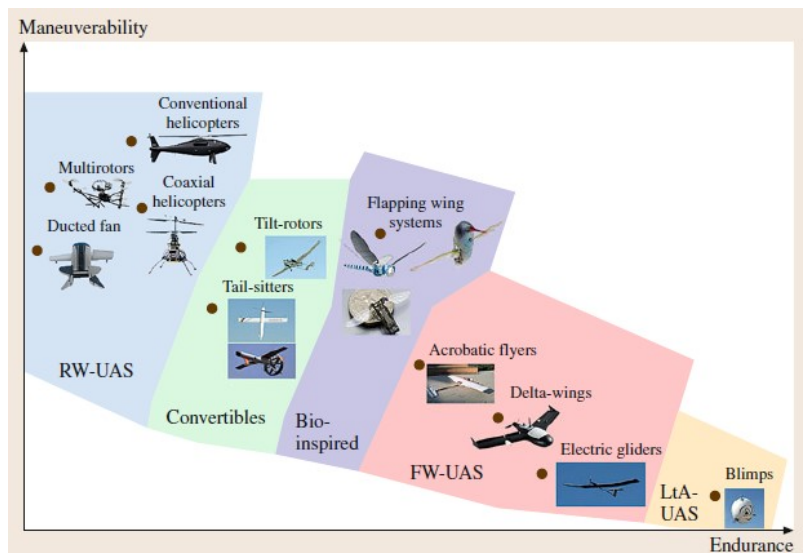 Maneuverability
Conventional
helicopters
Multirotors
Coaxial
helicopters
Ducted fan
Tilt-rotors
Flapping wing
systems
Tail-sitters
RW-UAS
Acrobatic flyers
Convertibles
Delta-wings
Bio-
inspired
Electric gliders
FW-UAS
Blimps
LtA-
UAS
Endurance